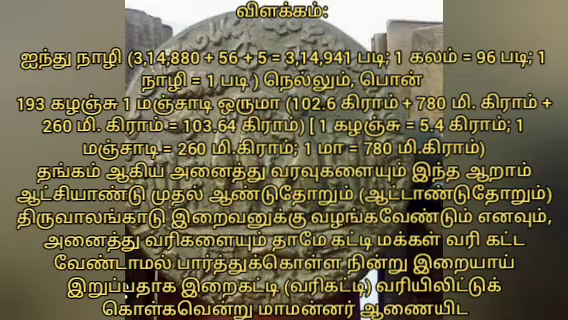 விளக்கம்:
ஐந்து நாழி (3,14,880 + 56 + 5 = 3,14,941 படி; 1 கலம் = 96 படி; 1
நாழி = 1 படி ) நெல்லும், பொன்
193 கழஞ்சு 1 மஞ்சாடி ஒருமா (102.6 கிராம் + 780 மி. கிராம் +
260 மி. கிராம் = 103.64 கிராம்) [ 1 கழஞ்சு = 5.4 கிராம்; 1
மஞ்சாடி = 260 மி.கிராம்; 1 மா = 780 மி.கிராம்)
தங்கம் ஆகிய அனைத்து வரவுகளையும் இந்த ஆறாம்
ஆட்சியாண்டு முதல் ஆண்டுதோறும் (ஆட்டாண்டுதோறும்)
திருவாலங்காடு இறைவனுக்கு வழங்கவேண்டும் எனவும்,
அனைத்து வரிகளையும் தாமே கட்டி மக்கள் வரி கட்ட
வேண்டாமல் பார்த்துக்கொள்ள நின்று இறையாய்
இறுப்பதாக இறைகட்டி (வரிகட்டி) வரியிலிட்டுக்
கொள்கவென்று மாமன்னர் ஆணையிட